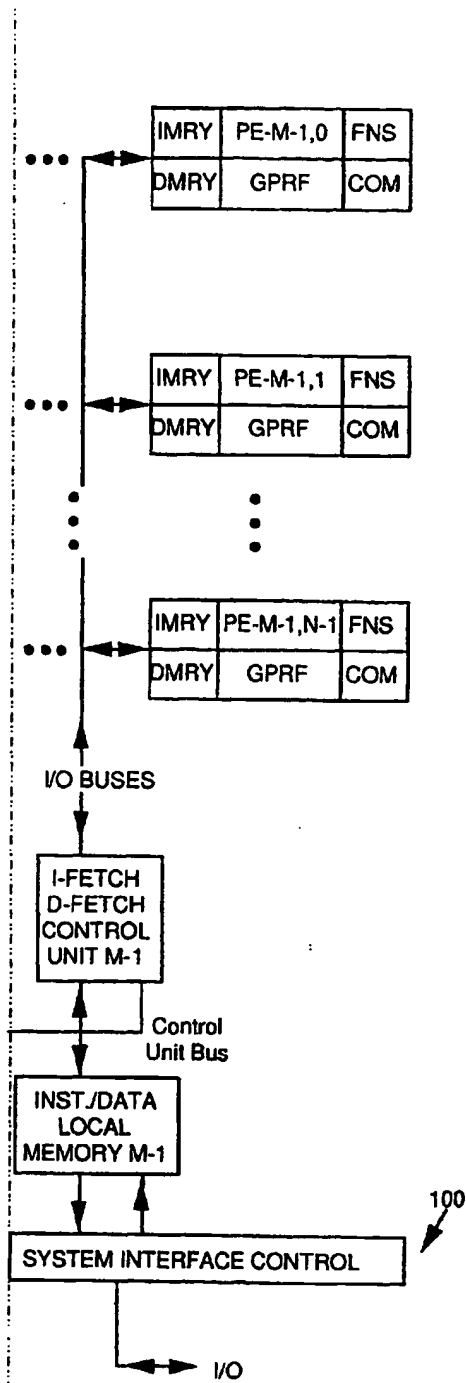 IMRY PE-M-1,0 FNS
DMRY GPRF COM
IMRY PE-M-1,1 FNS
DMRY GPRF COM
IMRY PE-M-1,N-1 FNS
DMRY GPRF COM
I/O BUSES
I-FETCH
D-FETCH
CONTROL
UNIT M-1
Control
Unit Bus
INST./DATA
LOCAL
MEMORY M-1
100
SYSTEM INTERFACE CONTROL
I/O